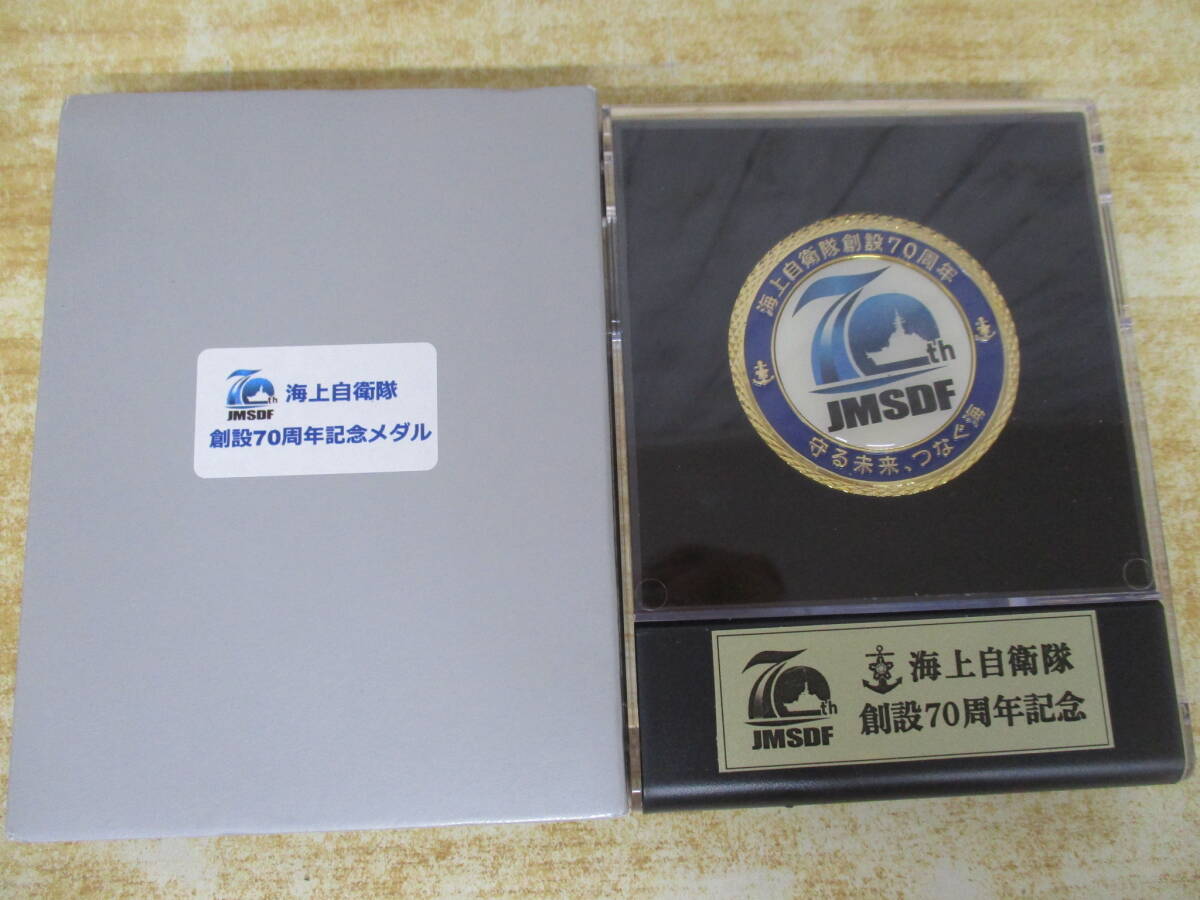 70th
JMSDF
海上自衛隊
創設70周年記念メダル
海上自衛隊創設70周年
70th
JMSDF
守る未来、つなぐ海
70th
JMSDF
海上自衛隊
創設70周年記念